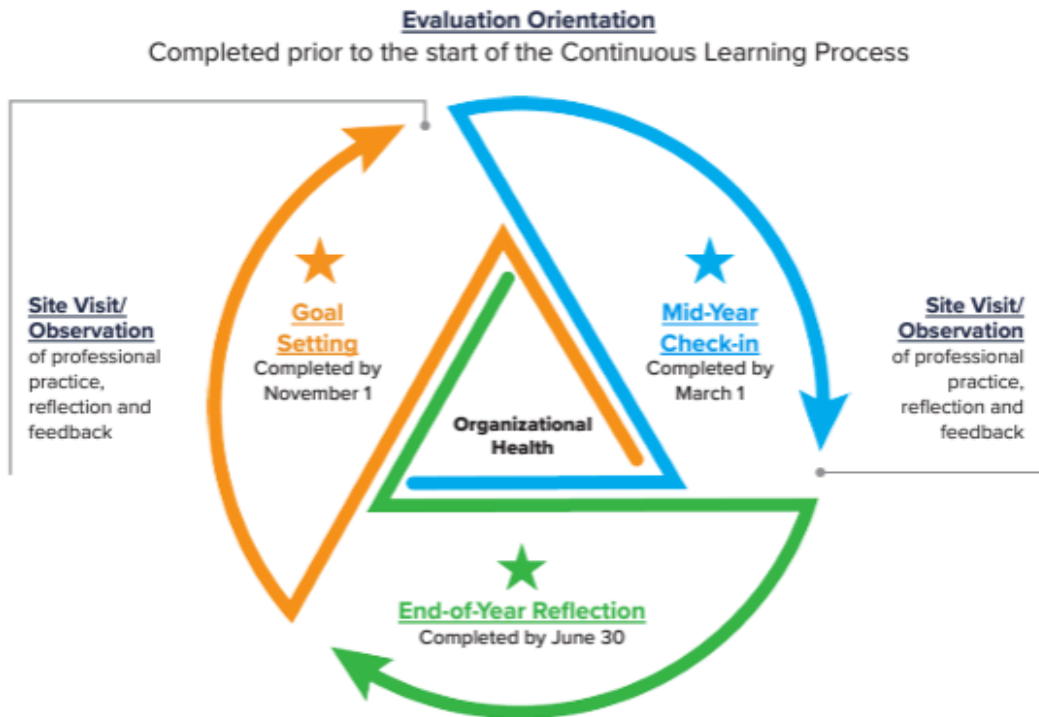 Evaluation Orientation
Completed prior to the start of the Continuous Learning Process
Site Visit/
Observation
of professional
practice,
reflection and
feedback
Goal
Setting
Completed by
November 1
Mid-Year
Check-in
Completed by
March 1
Site Visit/
Observation
of professional
practice,
reflection and
feedback
Organizational
Health
End-of-Year Reflection
Completed by June 30